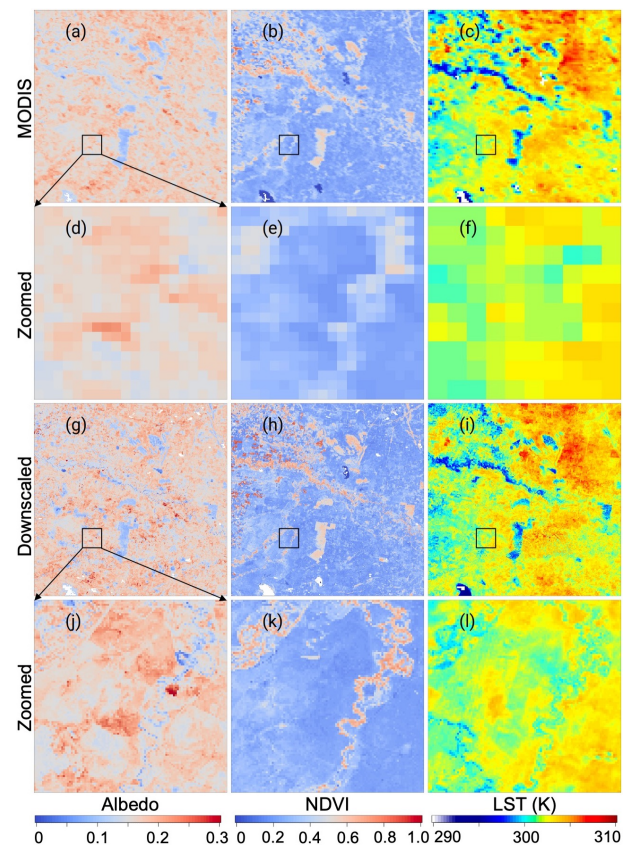 (a) (b) (c)
MODIS
(d) (e) (f)
Zoomed
(g) (h) (i)
Downscaled
(j) (k) (l)
Zoomed
Albedo NDVI LST (K)
0 0.1 0.2 0.3 0 0.2 0.4 0.6 0.8 1.0 290 300 310